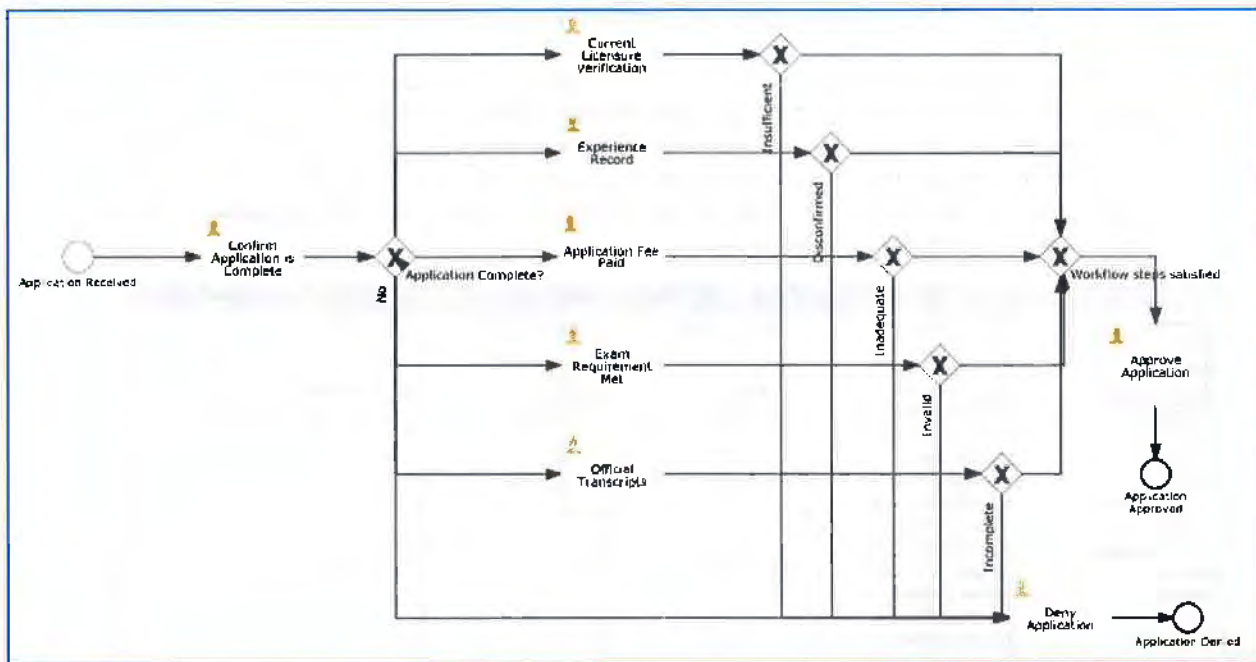 Current
Licensure
verification
Insufficient
Experience
Record
Disconfirmed
Application Received
Confirm
Application is
Complete
Application Complete?
No
Application Fee
Paid
Inadequate
Workflow steps satisfied
Exam
Requirement
Met
Invalid
Approve
Application
Official
Transcripts
Incomplete
Application
Approved
Deny
Application
Application Denied